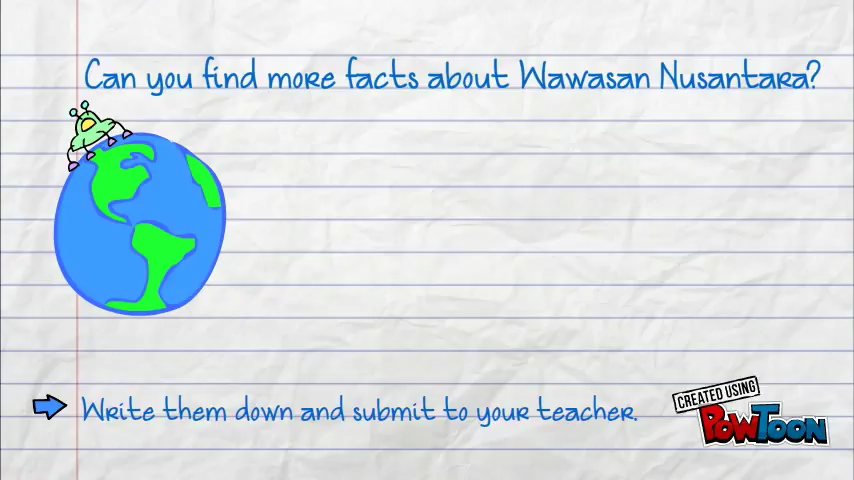 Can you find more facts about Wawasan Nusantara?
Write them down and submit to your teacher.
CREATED USING
POWTOON